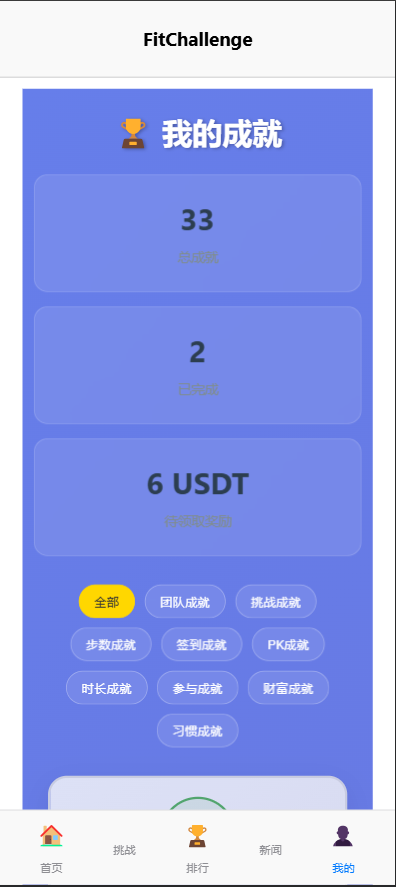 FitChallenge
我的成就
33
总成就
2
已完成
6 USDT
可领取奖励
全部 团队成就 挑战成就
步数成就 签到成就 PK成就
时长成就 参与成就 财富成就
习惯成就
首页 挑战 排行 新闻 我的